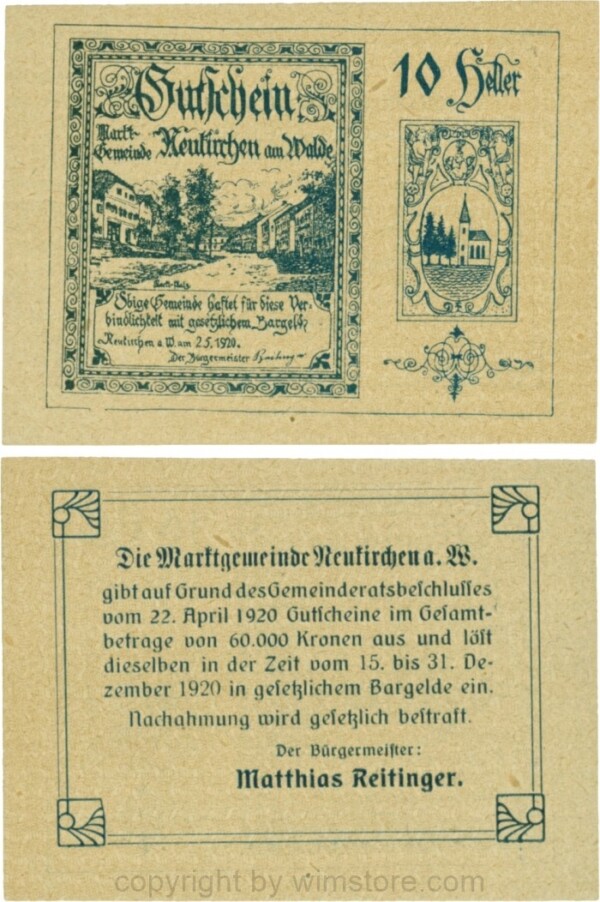 Gutschein
10 Heller
Markt-
Gemeinde Neukirchen am Walde
Obige Gemeinde haftet für diese Ver-
bindlichkeit mit gesetzlichem Bargeld.
Neukirchen a. W. am 2.5. 1920.
Der Bürgermeister
Die Marktgemeinde Neukirchen a. W.
gibt auf Grund des Gemeinderatsbeschlusses
vom 22. April 1920 Gutscheine im Gesamt-
betrage von 60.000 Kronen aus und löst
dieselben in der Zeit vom 15. bis 31. De-
zember 1920 in gesetzlichem Bargelde ein.
Nachahmung wird gesetzlich bestraft.
Der Bürgermeister:
Matthias Reitinger.
copyright by wimstore.com